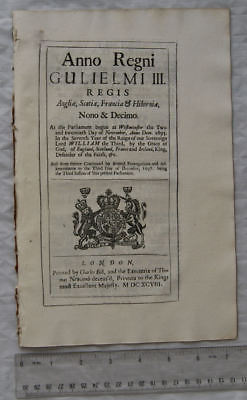 Anno Regni
GULIELMI III.
REGIS
Angliæ, Scotiæ, Franciæ & Hiberniæ,
Nono & Decimo.
At the Parliament begun at Westminster the Two
and twentieth Day of November, Anno Dom. 1695.
In the Seventh Year of the Reign of our Sovereign
Lord WILLIAM the Third, by the Grace of
God, of England, Scotland, France and Ireland, King,
Defender of the Faith, &c.
And from thence Continued by several Prorogations and Ad-
journments to the Third Day of December, 1697. being
the Third Session of this present Parliament.
LONDON,
Printed by Charles Bill, and the Executrix of Tho-
mas Newcomb deceas'd, Printers to the Kings
most Excellent Majesty. MDCXCVIII.